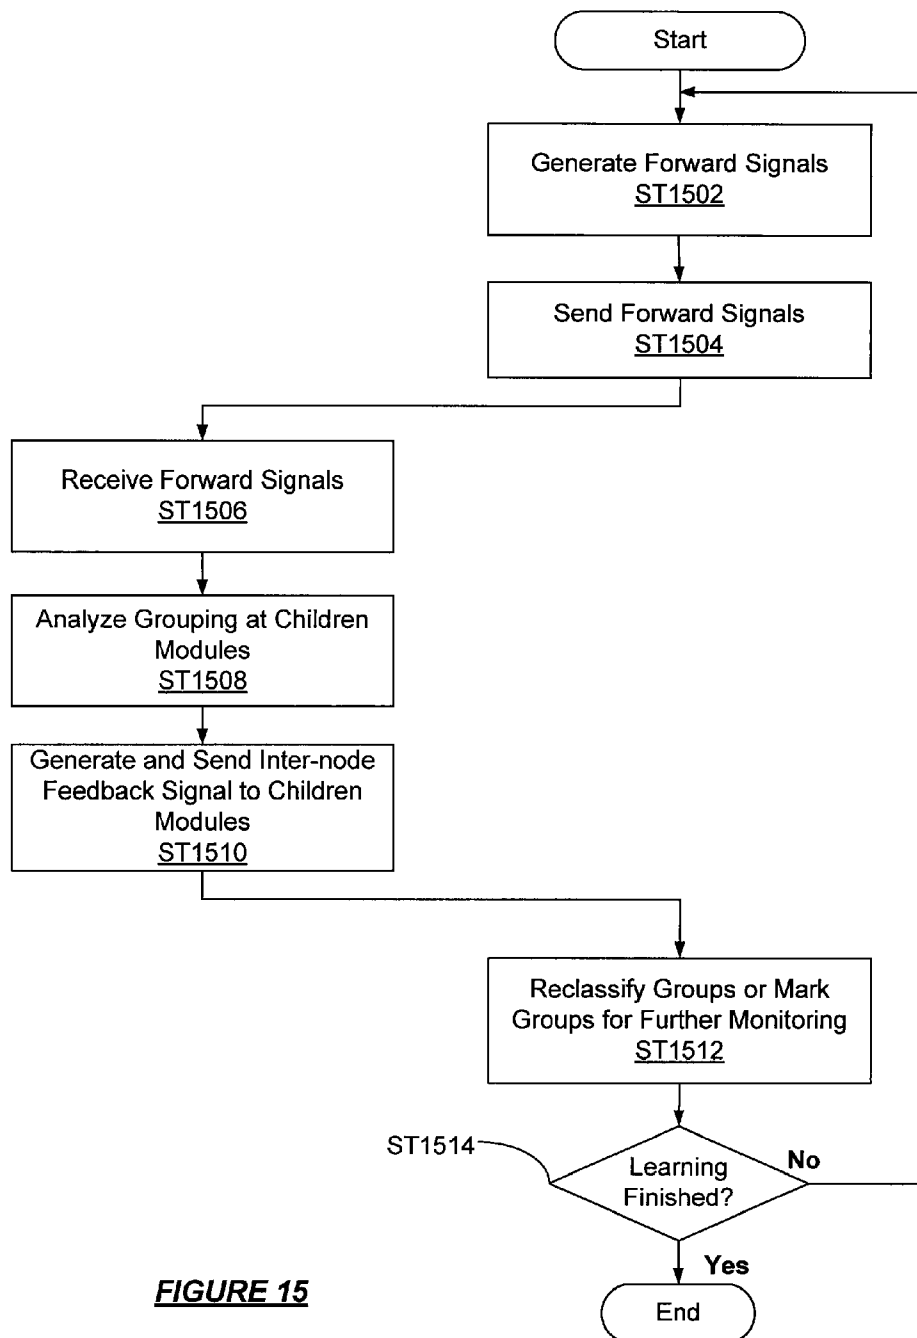 Start
Generate Forward Signals
ST1502
Send Forward Signals
ST1504
Receive Forward Signals
ST1506
Analyze Grouping at Children
Modules
ST1508
Generate and Send Inter-node
Feedback Signal to Children
Modules
ST1510
Reclassify Groups or Mark
Groups for Further Monitoring
ST1512
ST1514
Learning
Finished?
No
Yes
End
FIGURE 15